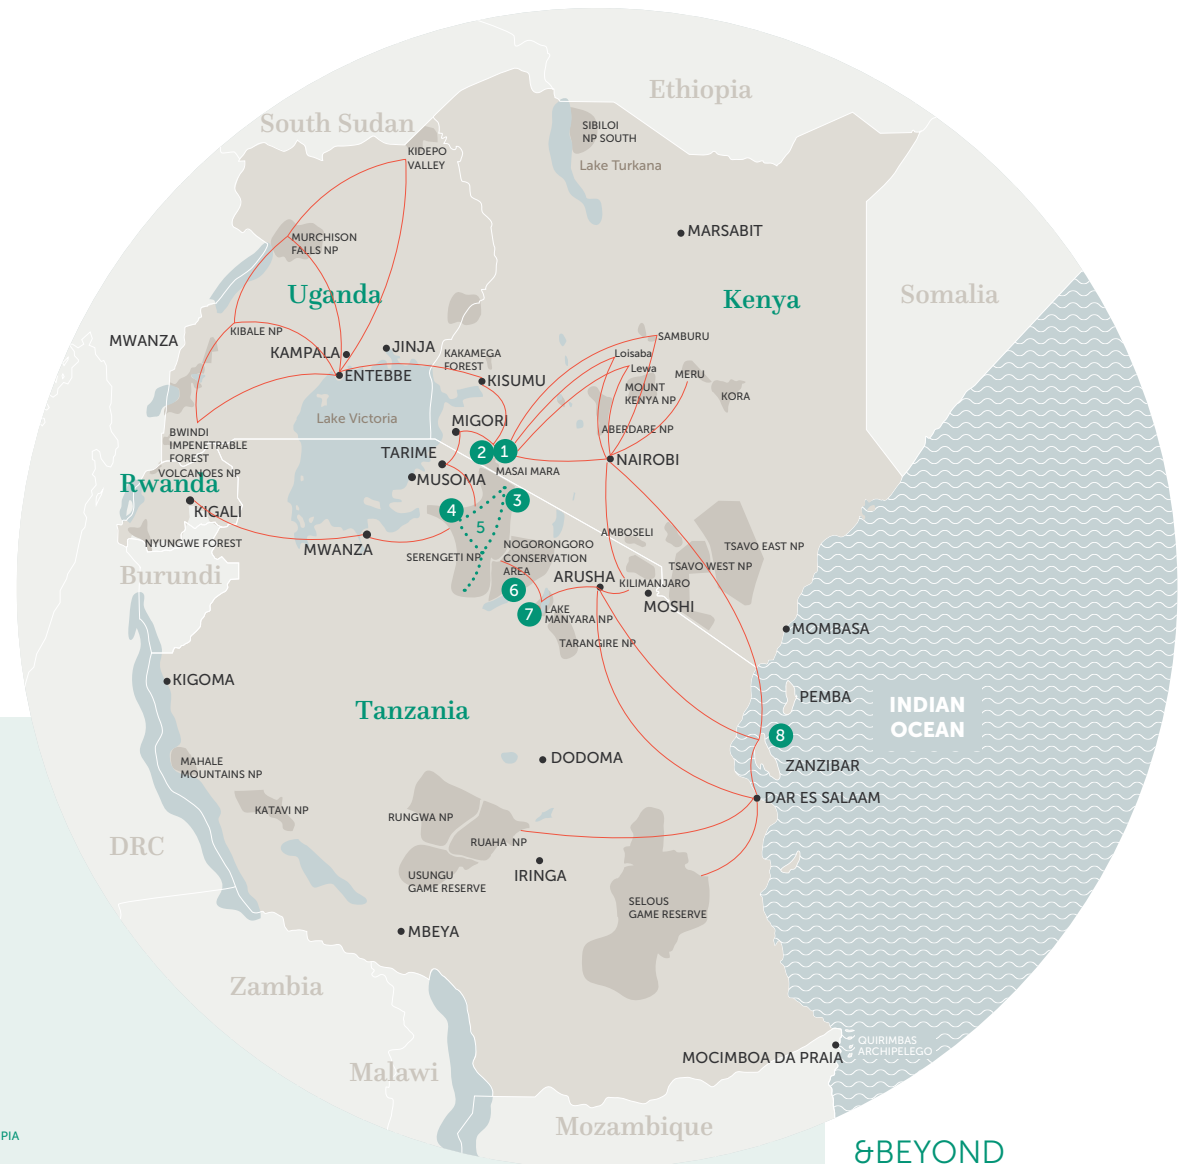 Ethiopia
South Sudan
SIBILOI
NP SOUTH
KIDEPO
VALLEY
Lake Turkana
MARSABIT
MURCHISON
FALLS NP
Uganda
Kenya
Somalia
KIBALE NP
MWANZA
KAMPALA
JINJA
KAKAMEGA
FOREST
SAMBURU
Loisaba
Lewa
ENTEBBE
KISUMU
MERU
MOUNT
KENYA NP
KORA
Lake Victoria
MIGORI
ABERDARE NP
BWINDI
IMPENETRABLE
FOREST
TARIME
2
1
NAIROBI
VOLCANOES NP
Rwanda
MUSOMA
MASAI MARA
KIGALI
4
3
5
AMBOSELI
NYUNGWE FOREST
MWANZA
SERENGETI NP
NOGORONGORO
CONSERVATION
AREA
TSAVO EAST NP
TSAVO WEST NP
Burundi
ARUSHA
KILIMANJARO
6
MOSHI
7
LAKE
MANYARA NP
MOMBASA
TARANGIRE NP
KIGOMA
PEMBA
INDIAN
OCEAN
Tanzania
8
DODOMA
ZANZIBAR
MAHALE
MOUNTAINS NP
DAR ES SALAAM
KATAVI NP
RUNGWA NP
RUAHA NP
DRC
IRINGA
USUNGU
GAME RESERVE
SELOUS
GAME RESERVE
MBEYA
Zambia
QUIRIMBAS
ARCHIPELEGO
MOCIMBOA DA PRAIA
Malawi
Mozambique
PIA
&BEYOND